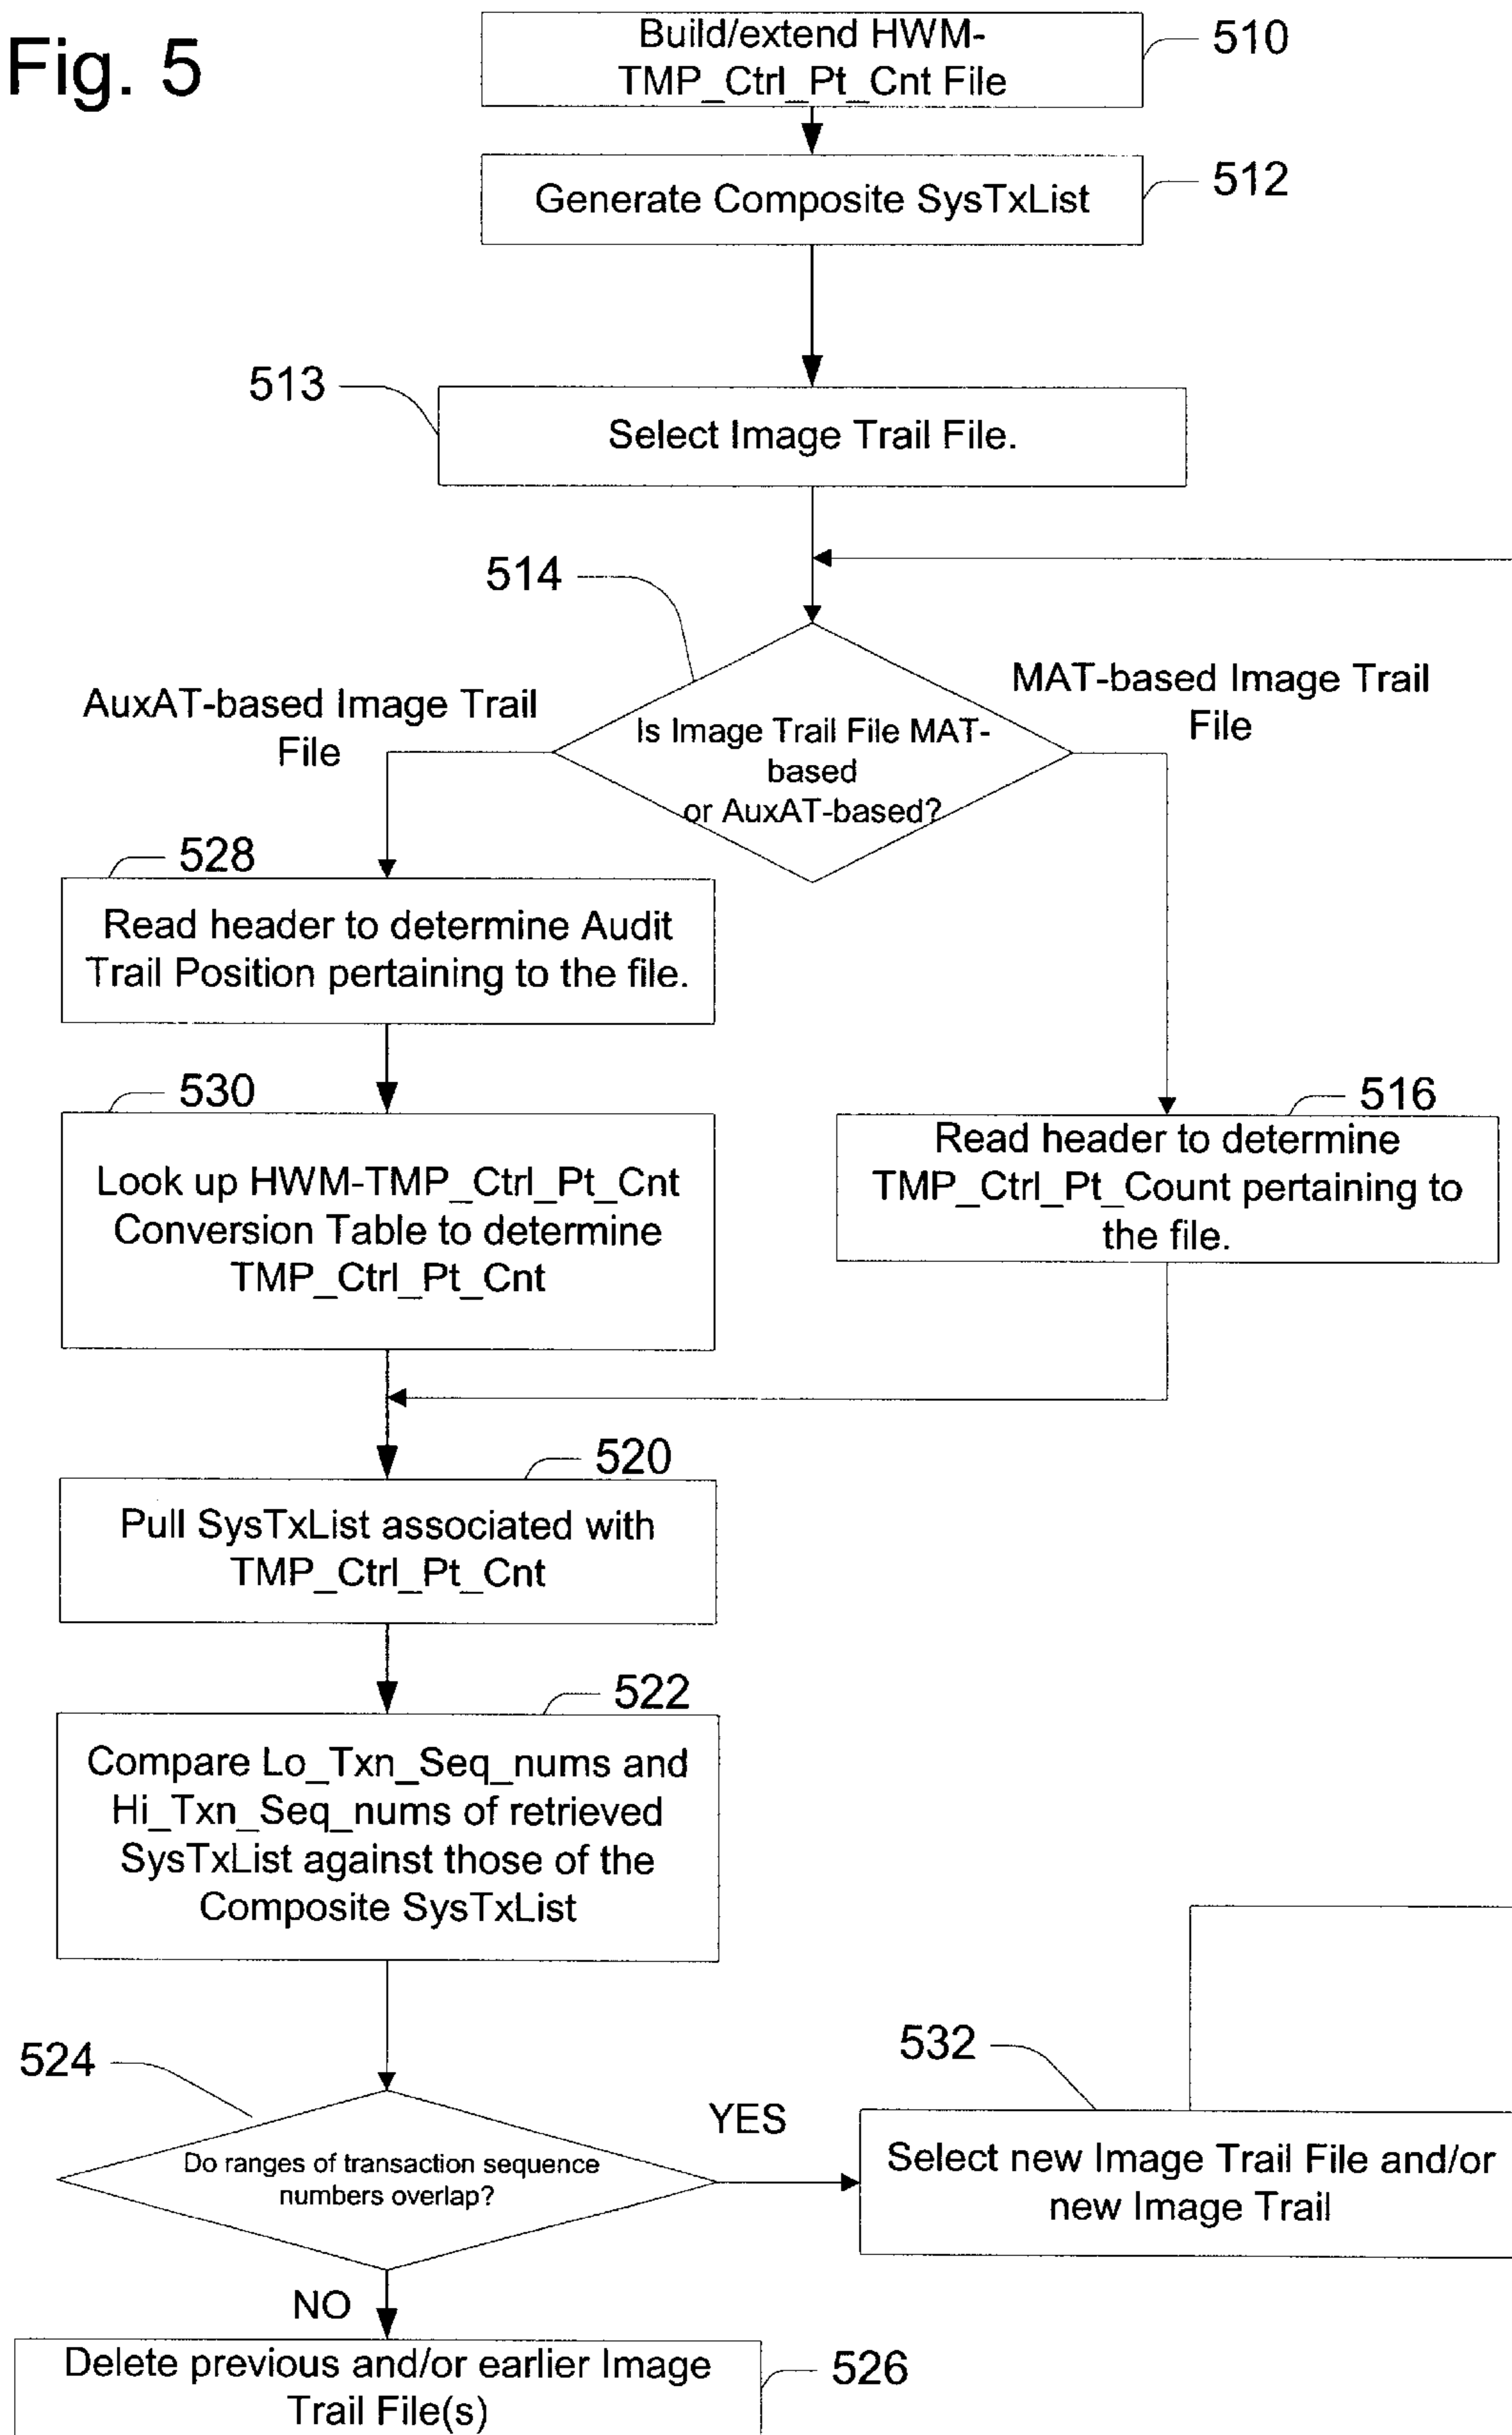 Fig. 5
Build/extend HWM-
TMP_Ctrl_Pt_Cnt File
510
Generate Composite SysTxList
512
513
Select Image Trail File.
514
AuxAT-based Image Trail
File
MAT-based Image Trail
File
Is Image Trail File MAT-
based
or AuxAT-based?
528
Read header to determine Audit
Trail Position pertaining to the file.
530
Look up HWM-TMP_Ctrl_Pt_Cnt
Conversion Table to determine
TMP_Ctrl_Pt_Cnt
516
Read header to determine
TMP_Ctrl_Pt_Count pertaining to
the file.
520
Pull SysTxList associated with
TMP_Ctrl_Pt_Cnt
522
Compare Lo_Txn_Seq_nums and
Hi_Txn_Seq_nums of retrieved
SysTxList against those of the
Composite SysTxList
524
Do ranges of transaction sequence
numbers overlap?
YES
532
Select new Image Trail File and/or
new Image Trail
NO
Delete previous and/or earlier Image
Trail File(s)
526